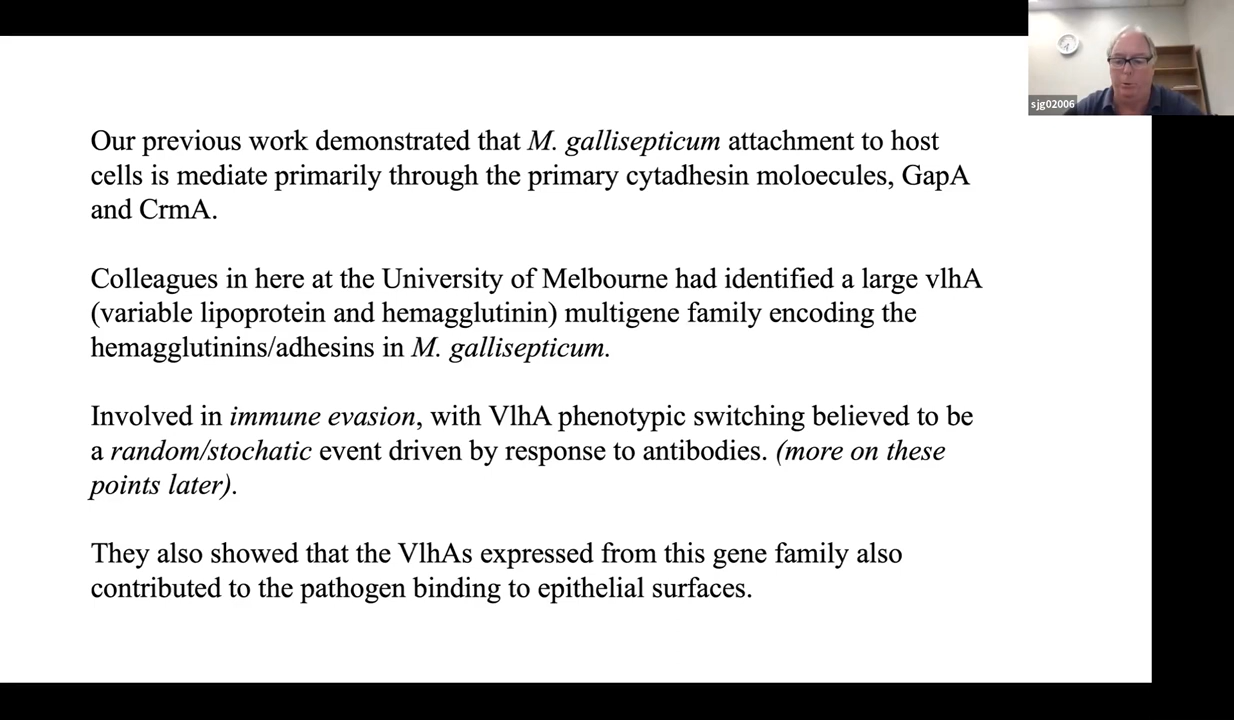 sjg02006
Our previous work demonstrated that M. gallisepticum attachment to host
cells is mediate primarily through the primary cytadhesin moloecules, GapA
and CrmA.
Colleagues in here at the University of Melbourne had identified a large vlhA
(variable lipoprotein and hemagglutinin) multigene family encoding the
hemagglutinins/adhesins in M. gallisepticum.
Involved in immune evasion, with VlhA phenotypic switching believed to be
a random/stochatic event driven by response to antibodies. (more on these
points later).
They also showed that the VlhAs expressed from this gene family also
contributed to the pathogen binding to epithelial surfaces.